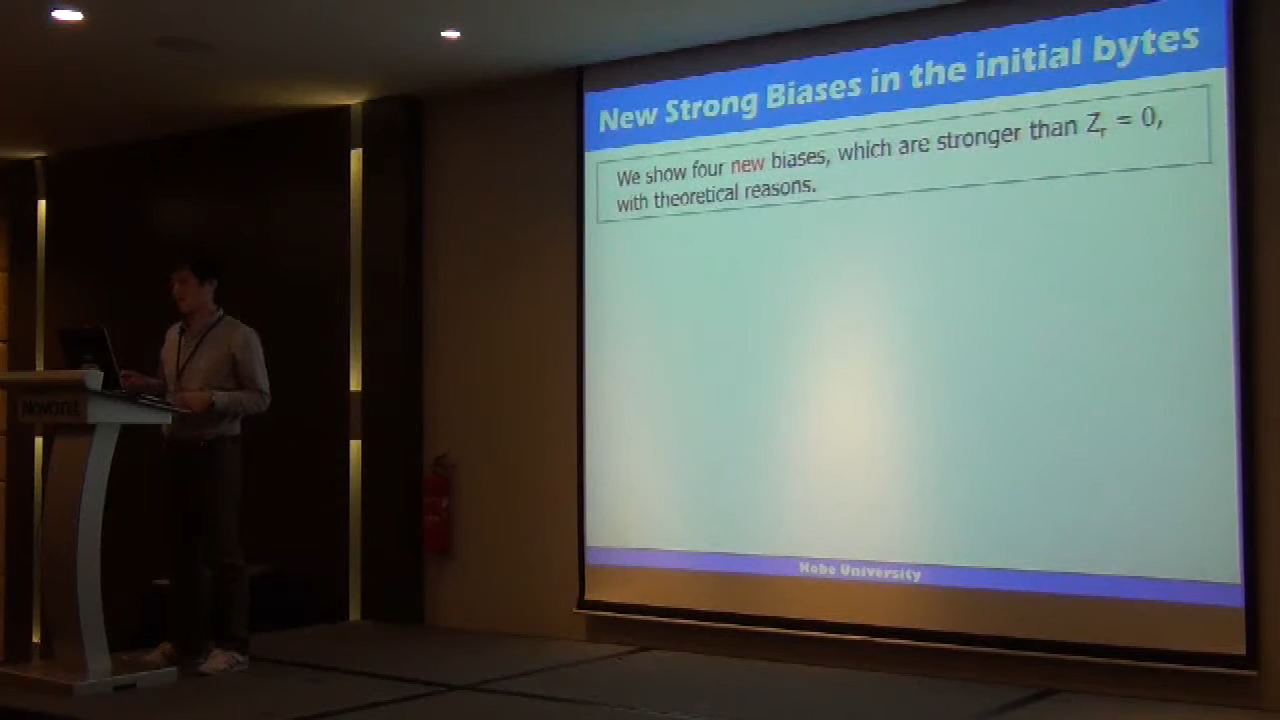 New Strong Biases in the initial bytes
We show four new biases, which are stronger than Zr = 0,
with theoretical reasons.
NOVOTEL
Kobe University